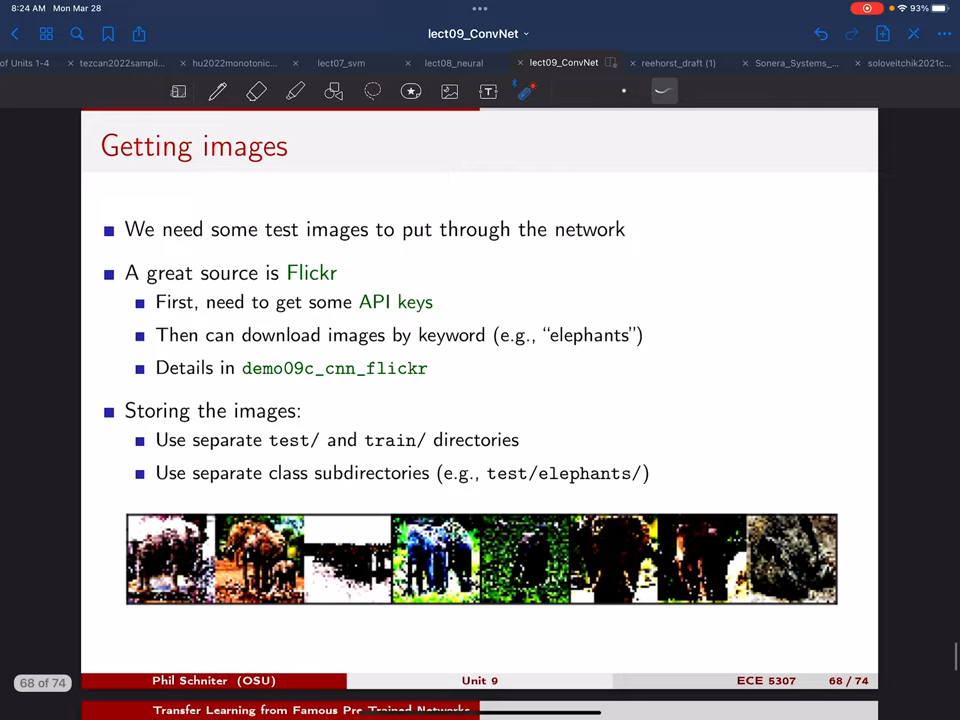 8:24 AM Mon Mar 28
93%
lect09_ConvNet
of Units 1-4
tezcan2022sampli...
hu2022monotonic...
lect07_svm
lect08_neural
lect09_ConvNet
reehorst_draft (1)
Sonera_Systems_...
soloveitchik2021c...
Getting images
We need some test images to put through the network
A great source is Flickr
First, need to get some API keys
Then can download images by keyword (e.g., “elephants”)
Details in demo09c_cnn_flickr
Storing the images:
Use separate test/ and train/ directories
Use separate class subdirectories (e.g., test/elephants/)
68 of 74
Phil Schniter (OSU)
Unit 9
ECE 5307
68 / 74
Transfer Learning from Famous Pre Trained Networks